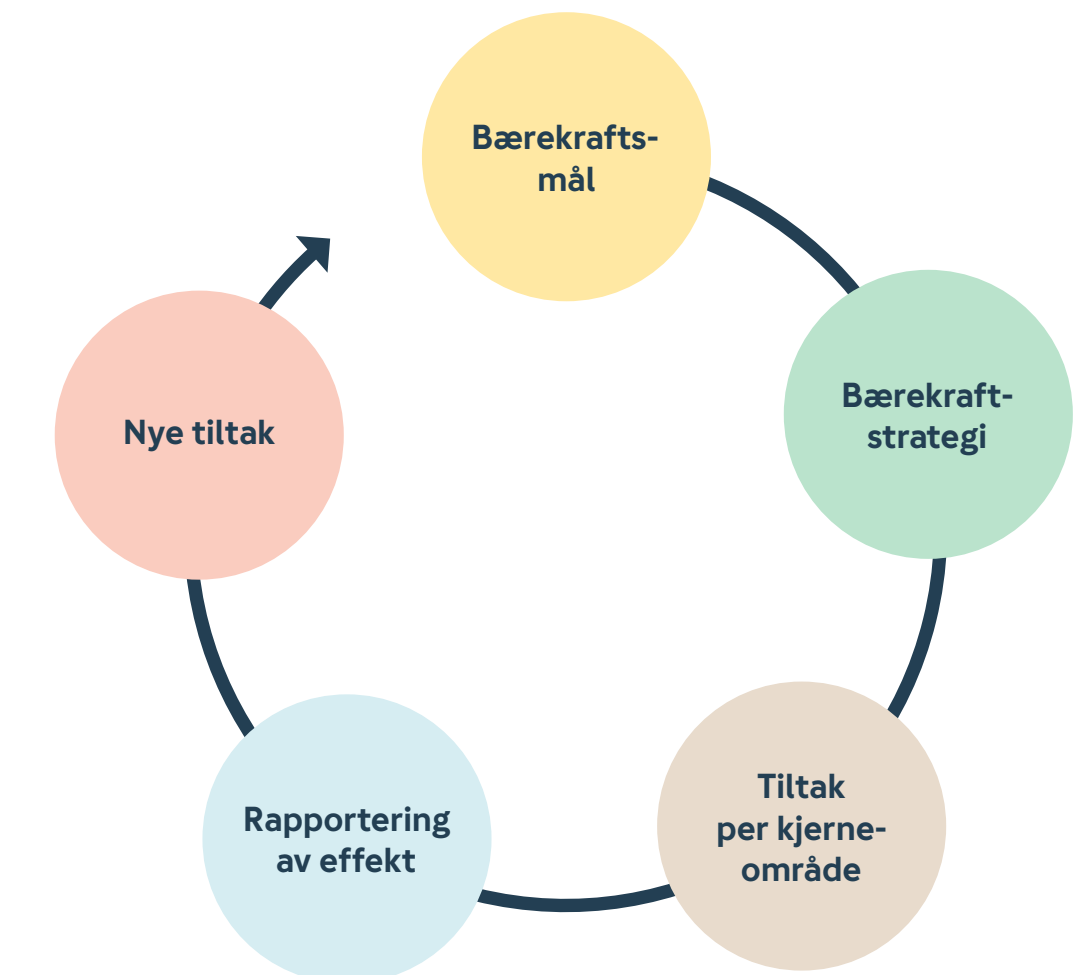 Bærekrafts-
mål
Bærekraft-
strategi
Tiltak
per kjerne-
område
Rapportering
av effekt
Nye tiltak